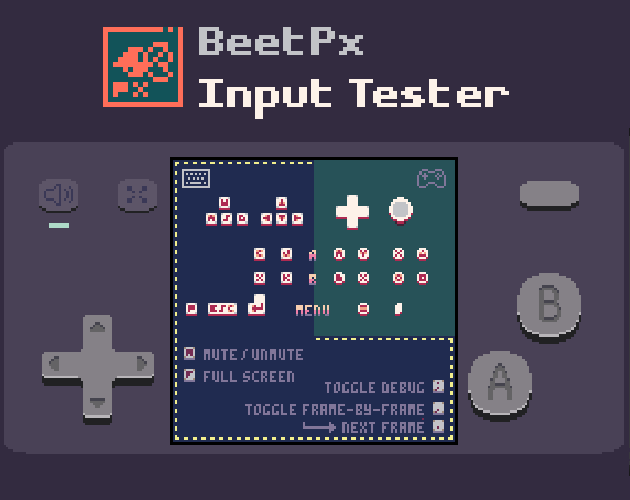 BeetPx
Input Tester
W
A S D
MENU
P ESC
MUTE/UNMUTE
FULL SCREEN
TOGGLE DEBUG
TOGGLE FRAME-BY-FRAME
NEXT FRAME
B
A